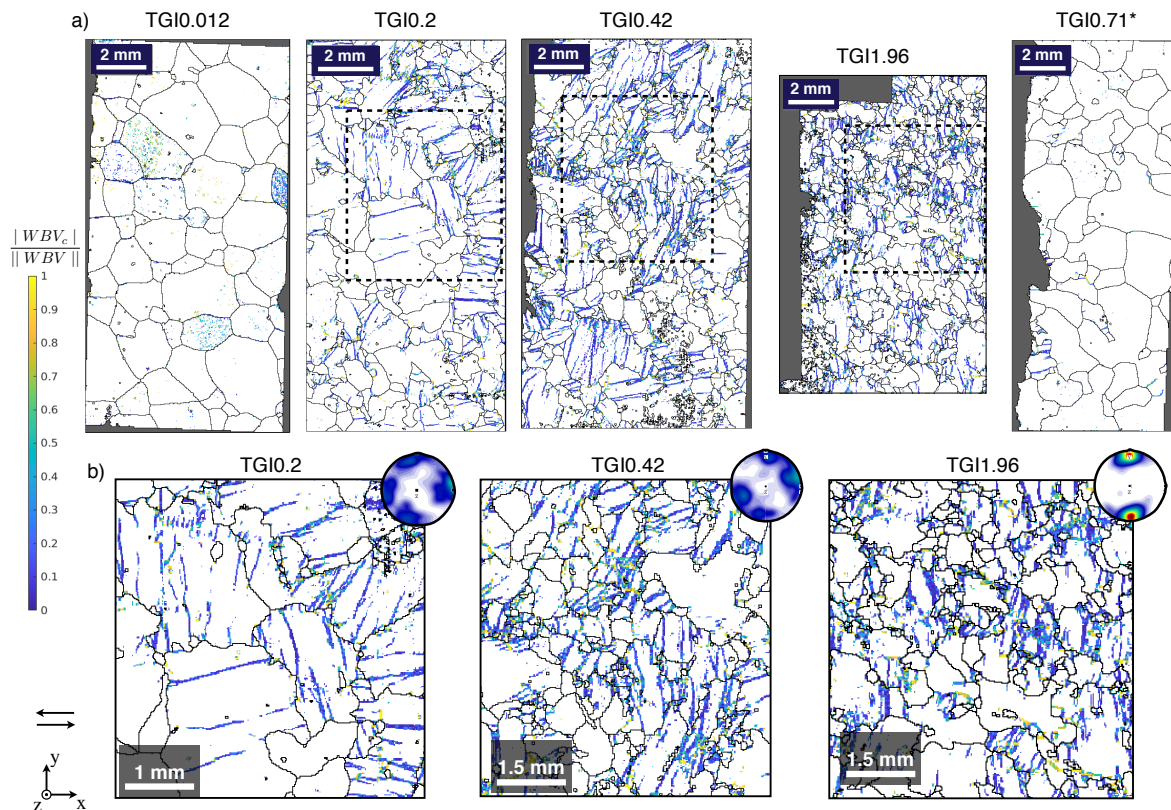 a)
TGI0.012
TGI0.2
TGI0.42
TGI1.96
TGI0.71*
2 mm
2 mm
2 mm
2 mm
2 mm
| WBVc |
|| WBV ||
1
0.9
0.8
0.7
0.6
0.5
0.4
0.3
0.2
0.1
0
b)
TGI0.2
TGI0.42
TGI1.96
1 mm
1.5 mm
1.5 mm
y
z
x